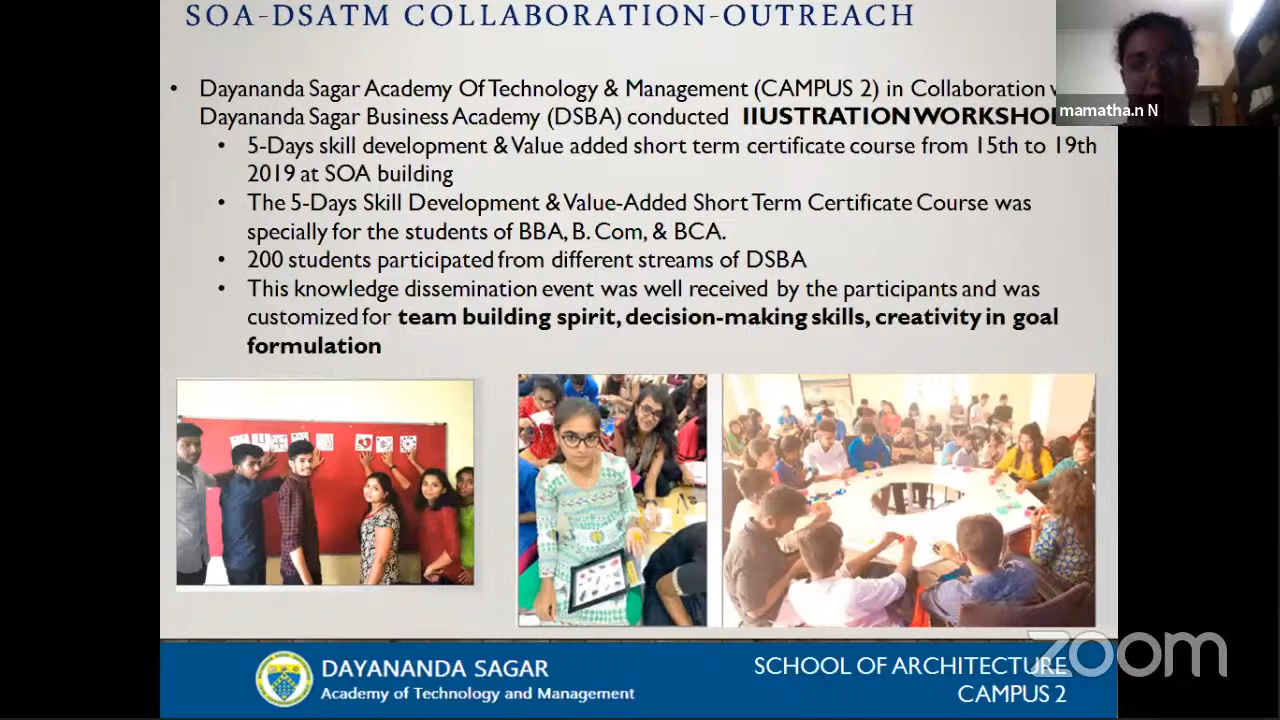 SOA-DSATM COLLABORATION-OUTREACH
• Dayananda Sagar Academy Of Technology & Management (CAMPUS 2) in Collaboration
Dayananda Sagar Business Academy (DSBA) conducted IIUSTRATION WORKSHO
mamatha.n N
• 5-Days skill development & Value added short term certificate course from 15th to 19th
2019 at SOA building
• The 5-Days Skill Development & Value-Added Short Term Certificate Course was
specially for the students of BBA, B. Com, & BCA.
• 200 students participated from different streams of DSBA
• This knowledge dissemination event was well received by the participants and was
customized for team building spirit, decision-making skills, creativity in goal
formulation
DAYANANDA SAGAR
Academy of Technology and Management
SCHOOL OF ARCHITECTURE
CAMPUS 2
zoom